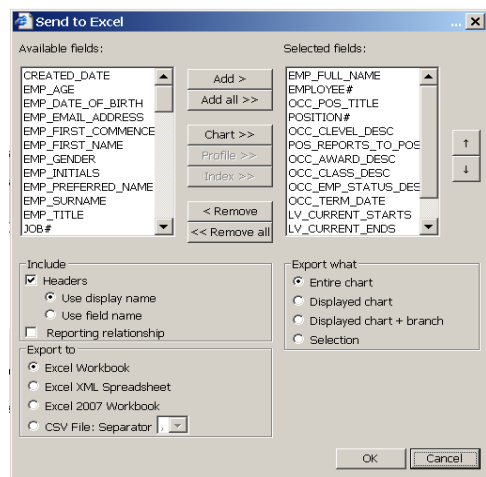 Send to Excel
...
Available fields:
Selected fields:
CREATED_DATE
EMP_AGE
EMP_DATE_OF_BIRTH
EMP_EMAIL_ADDRESS
EMP_FIRST_COMMENCE
EMP_FIRST_NAME
EMP_GENDER
EMP_INITIALS
EMP_PREFERRED_NAME
EMP_SURNAME
EMP_TITLE
JOB#
Add >
Add all >>
Chart >>
Profile >>
Index >>
< Remove
<< Remove all
EMP_FULL_NAME
EMPLOYEE#
OCC_POS_TITLE
POSITION#
OCC_CLEVEL_DESC
POS_REPORTS_TO_POS
OCC_AWARD_DESC
OCC_CLASS_DESC
OCC_EMP_STATUS_DES
OCC_TERM_DATE
LV_CURRENT_STARTS
LV_CURRENT_ENDS
Include
Headers
Use display name
Use field name
Reporting relationship
Export what
Entire chart
Displayed chart
Displayed chart + branch
Selection
Export to
Excel Workbook
Excel XML Spreadsheet
Excel 2007 Workbook
CSV File: Separator ,
OK
Cancel